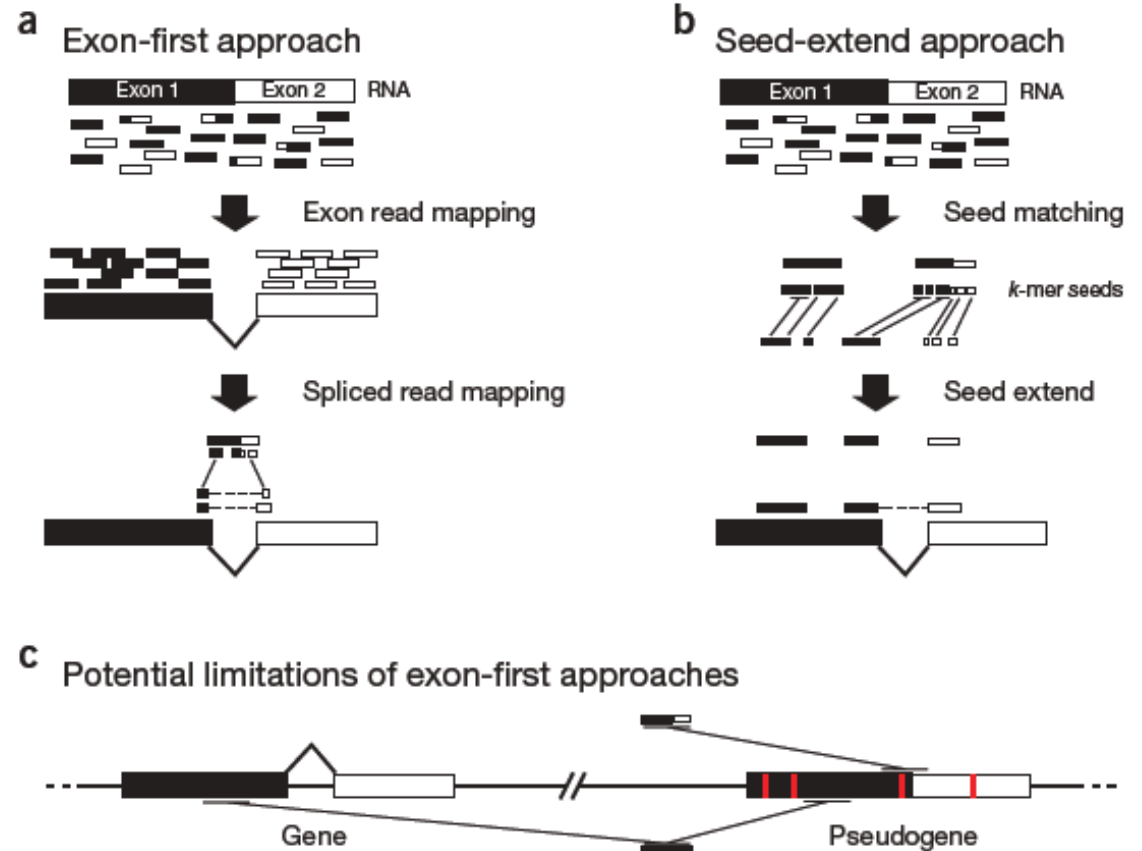 a Exon-first approach
Exon 1 Exon 2 RNA
Exon read mapping
Spliced read mapping
b Seed-extend approach
Exon 1 Exon 2 RNA
Seed matching
k-mer seeds
Seed extend
c Potential limitations of exon-first approaches
Gene Pseudogene